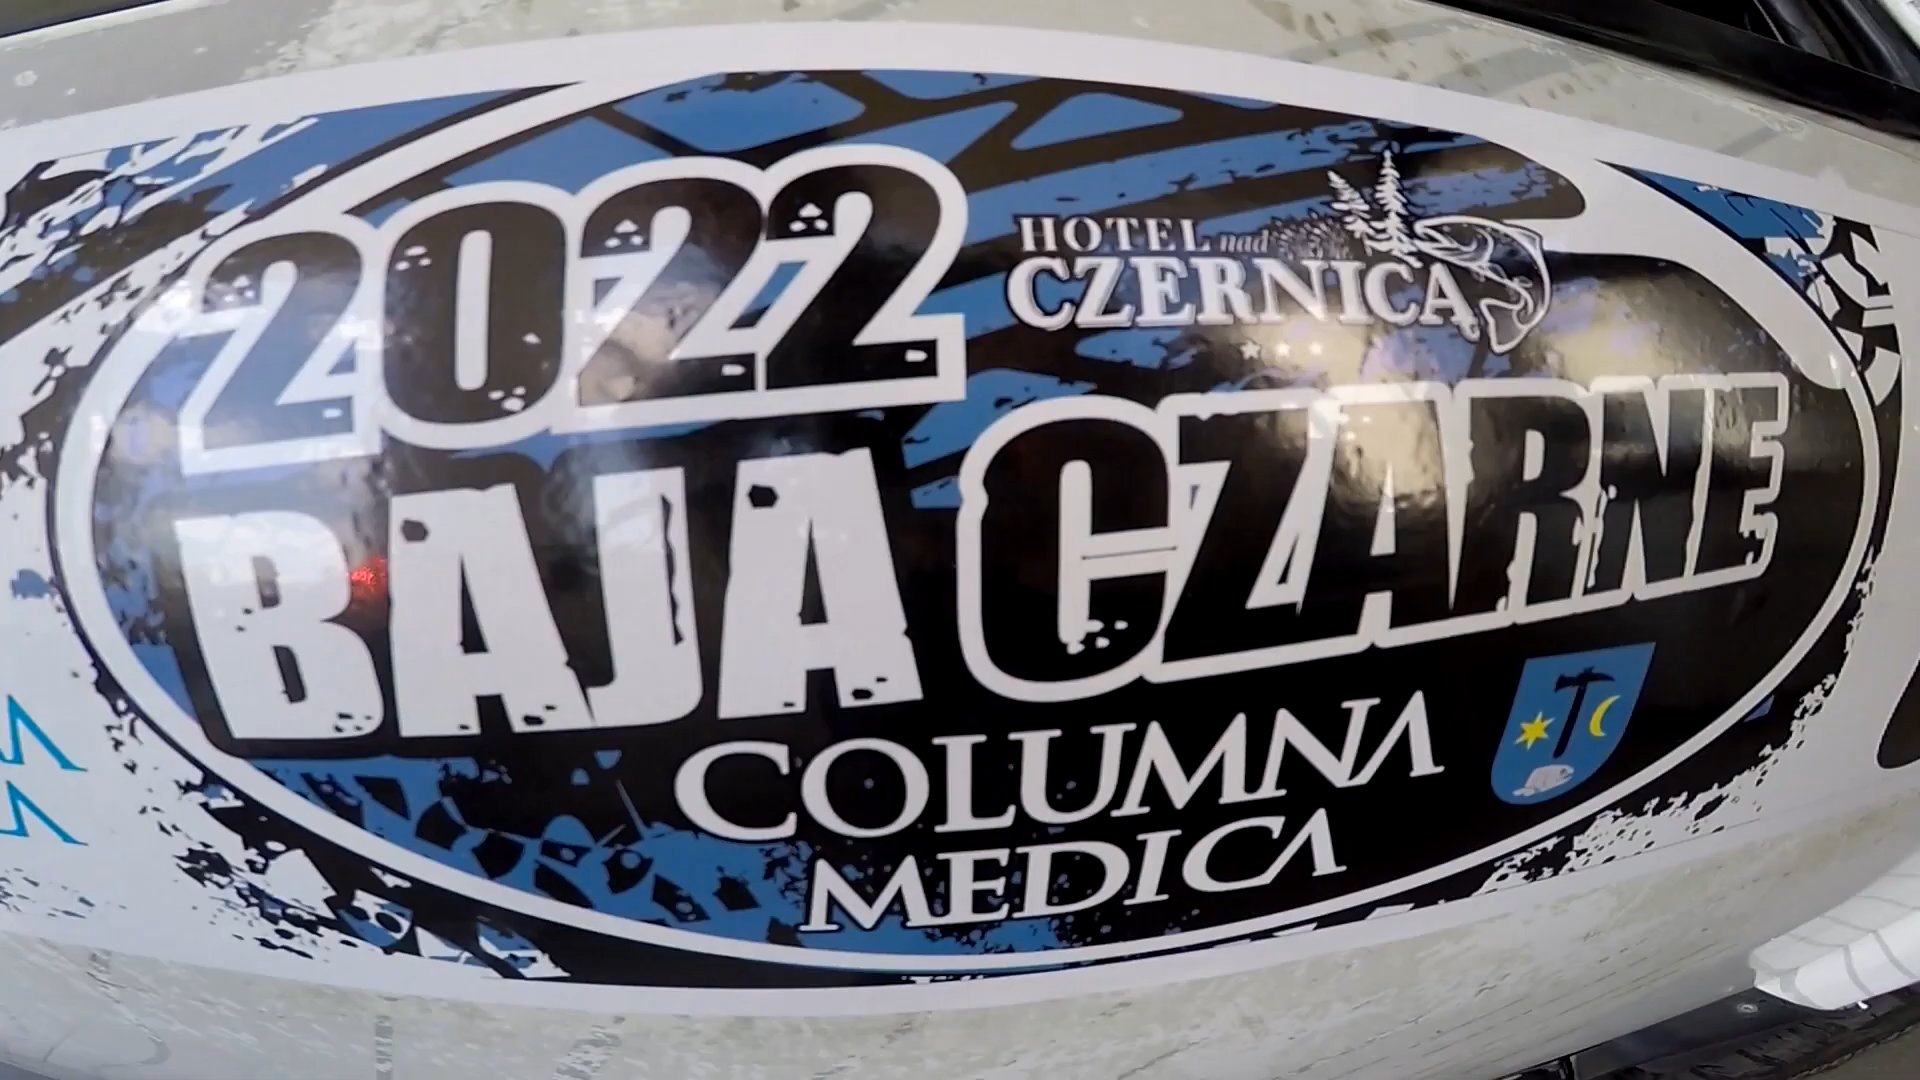 2022
HOTEL nad
CZERNICĄ
BAJA CZARNE
COLUMNA
MEDICA